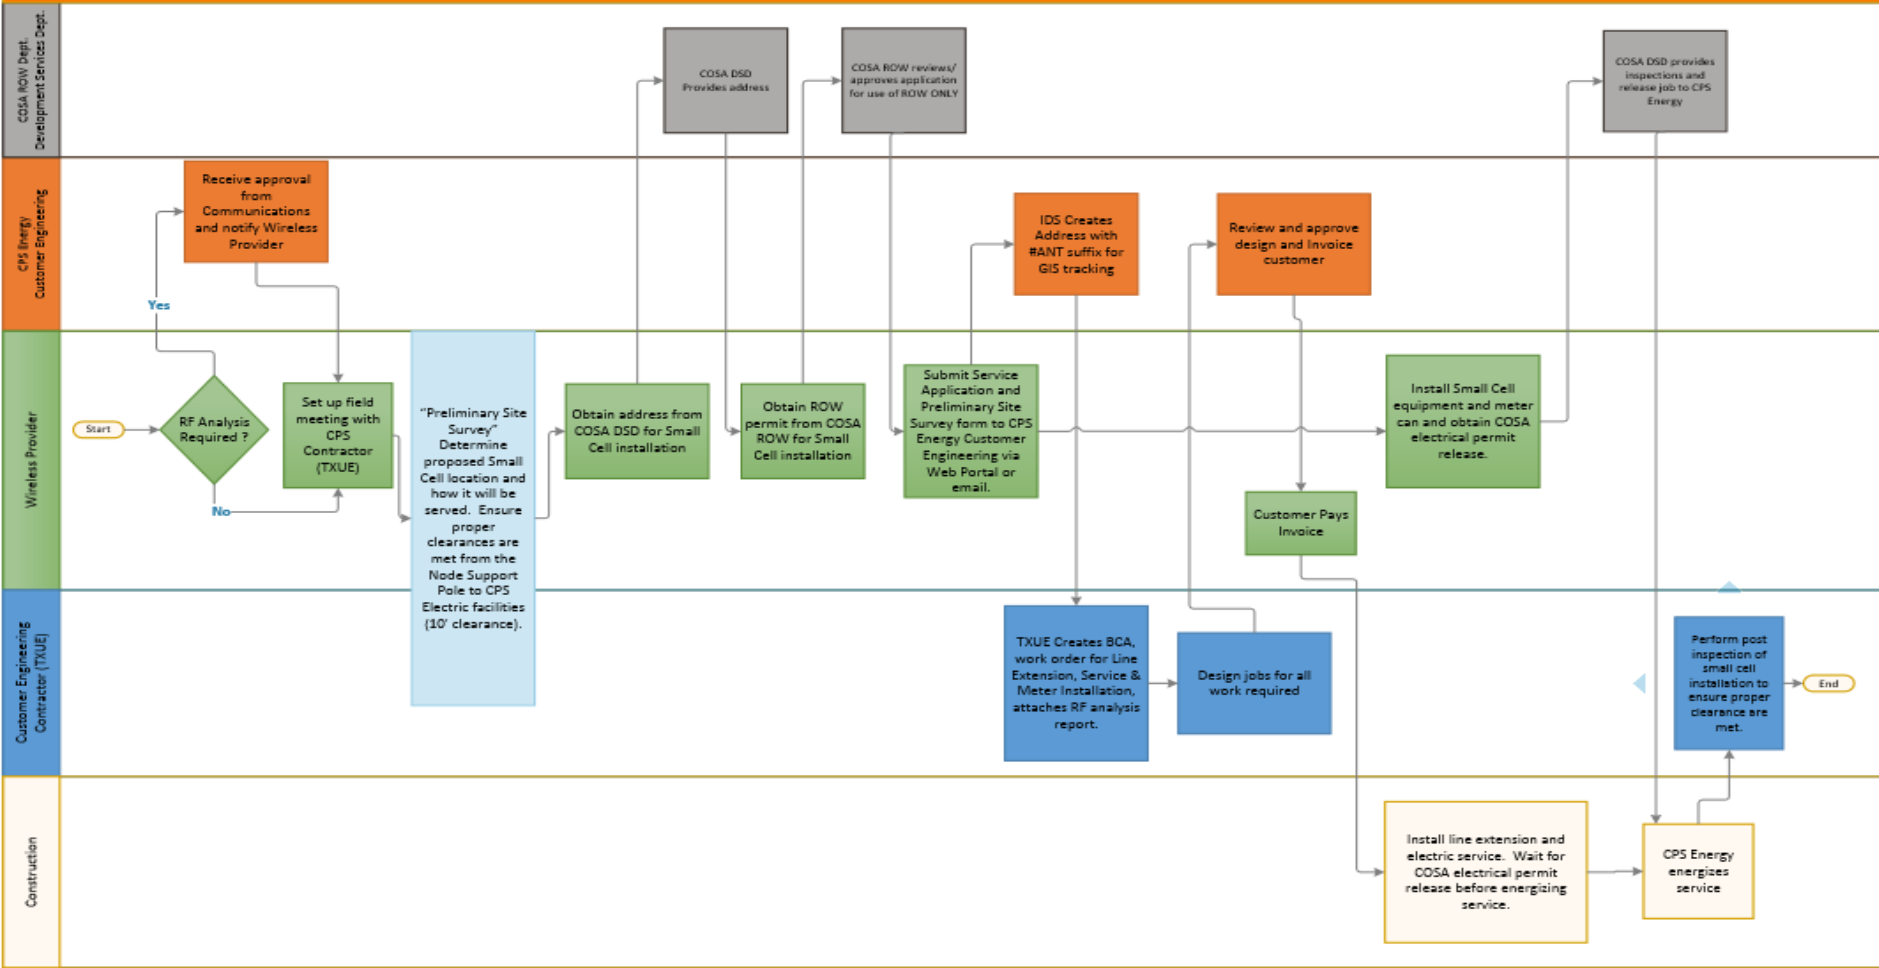 COSA ROW Dept.
Development Services Dept.
COSA DSD
Provides address
COSA ROW reviews/
approves application
for use of ROW ONLY
COSA DSD provides
inspections and
release job to CPS
Energy
CPS Energy
Customer Engineering
Receive approval
from
Communications
and notify Wireless
Provider
Yes
IDS Creates
Address with
#ANT suffix for
GIS tracking
Review and approve
design and Invoice
customer
Wireless Provider
Start
RF Analysis
Required ?
No
Set up field
meeting with
CPS
Contractor
(TXUE)
"Preliminary Site
Survey"
Determine
proposed Small
Cell location and
how it will be
served. Ensure
proper
clearances are
met from the
Node Support
Pole to CPS
Electric facilities
(10' clearance).
Obtain address from
COSA DSD for Small
Cell installation
Obtain ROW
permit from COSA
ROW for Small
Cell installation
Submit Service
Application and
Preliminary Site
Survey form to CPS
Energy Customer
Engineering via
Web Portal or
email.
Customer Pays
Invoice
Install Small Cell
equipment and meter
can and obtain COSA
electrical permit
release.
Customer Engineering
Contractor (TXUE)
TXUE Creates BCA,
work order for Line
Extension, Service &
Meter Installation,
attaches RF analysis
report.
Design jobs for all
work required
Perform post
inspection of
small cell
installation to
ensure proper
clearance are
met.
End
Construction
Install line extension and
electric service. Wait for
COSA electrical permit
release before energizing
service.
CPS Energy
energizes
service